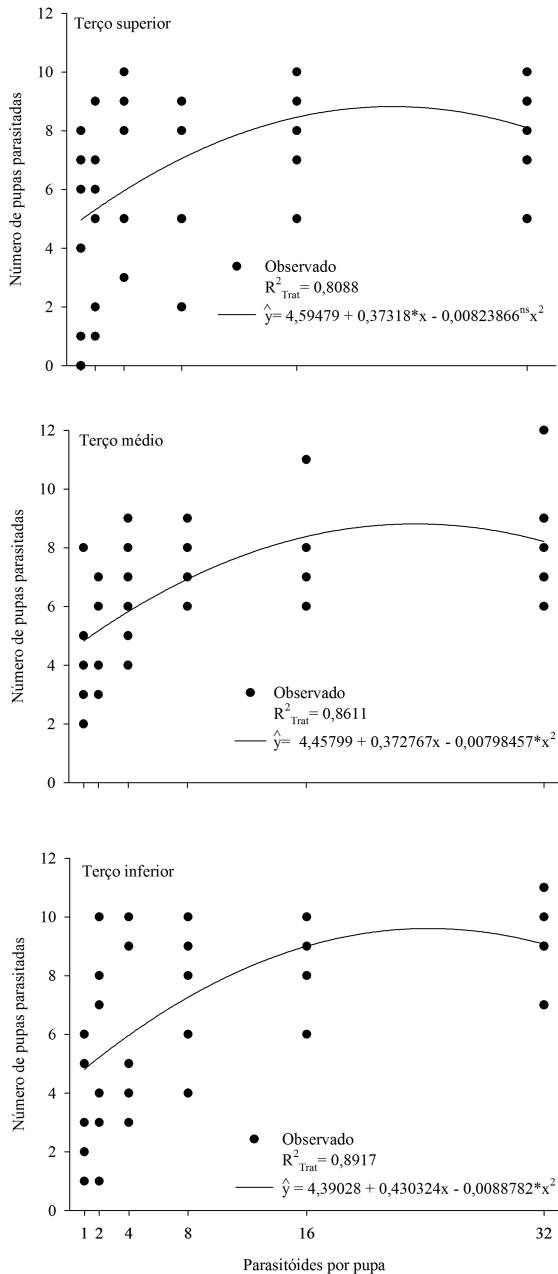 Terço superior
12
10
8
6
4
2
0
Número de pupas parasitadas
Observado
R²Trat= 0,8088
ŷ= 4,59479 + 0,37318*x - 0,00823866ⁿˢx²
Terço médio
12
10
8
6
4
2
0
Número de pupas parasitadas
Observado
R²Trat= 0,8611
ŷ= 4,45799 + 0,372767x - 0,00798457*x²
Terço inferior
12
10
8
6
4
2
0
Número de pupas parasitadas
Observado
R²Trat= 0,8917
ŷ = 4,39028 + 0,430324x - 0,0088782*x²
1 2 4 8 16 32
Parasitóides por pupa